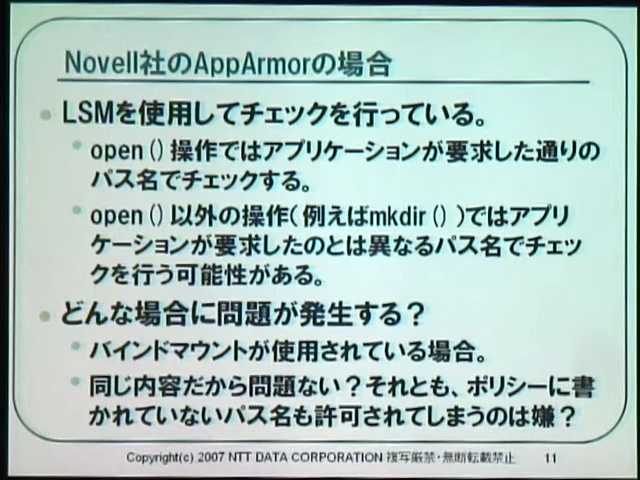 Novell社のAppArmorの場合
LSMを使用してチェックを行っている。
open()操作ではアプリケーションが要求した通りの
パス名でチェックする。
open()以外の操作(例えばmkdir())ではアプリ
ケーションが要求したのとは異なるパス名でチェッ
クを行う可能性がある。
どんな場合に問題が発生する？
バインドマウントが使用されている場合。
同じ内容だから問題ない？それとも、ポリシーに書
かれていないパス名も許可されてしまうのは嫌？
Copyright(c) 2007 NTT DATA CORPORATION 複写厳禁・無断転載禁止 11